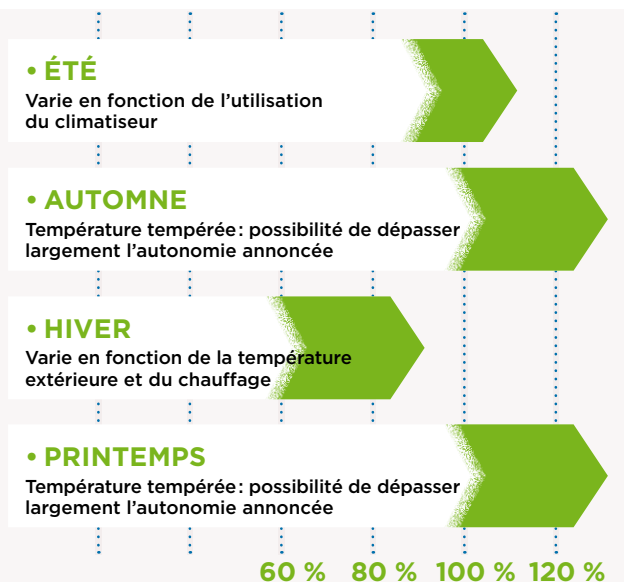 • ÉTÉ
Varie en fonction de l’utilisation
du climatiseur
• AUTOMNE
Température tempérée : possibilité de dépasser
largement l’autonomie annoncée
• HIVER
Varie en fonction de la température
extérieure et du chauffage
• PRINTEMPS
Température tempérée : possibilité de dépasser
largement l’autonomie annoncée
60 % 80 % 100 % 120 %